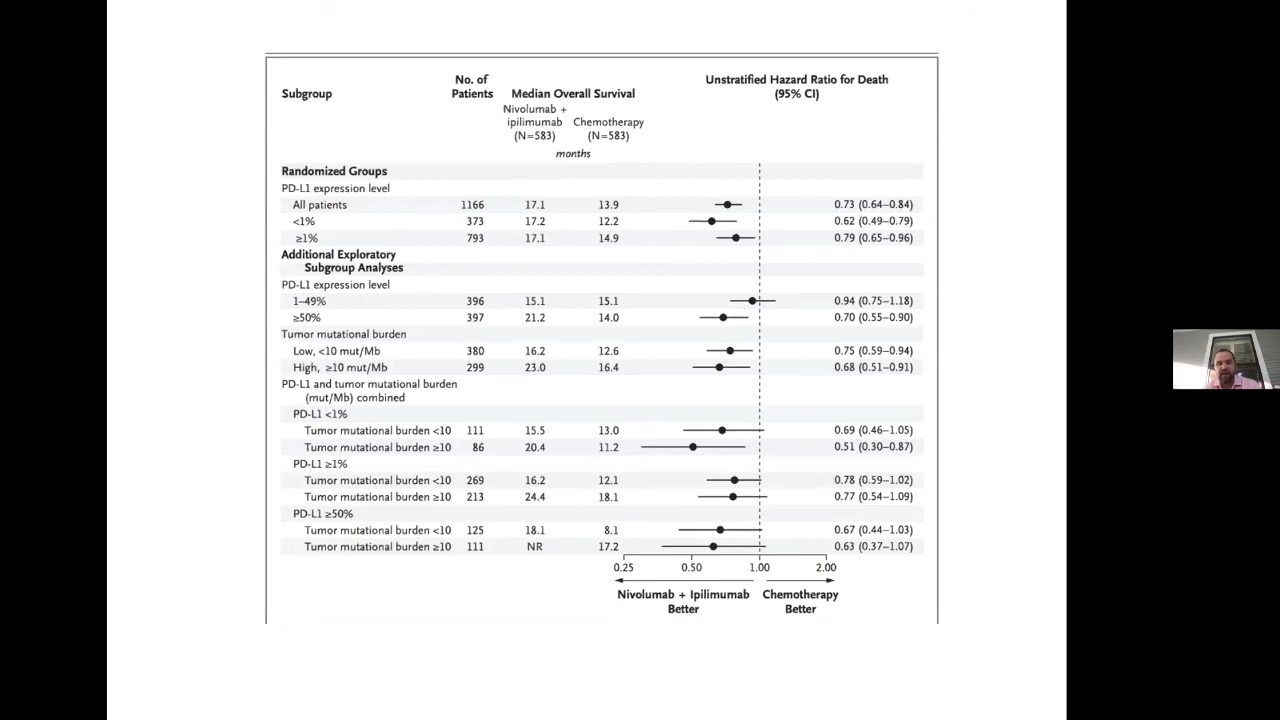 No. of
Subgroup Patients Median Overall Survival Unstratified Hazard Ratio for Death
(95% CI)
Nivolumab +
ipilimumab Chemotherapy
(N=583) (N=583)
months
Randomized Groups
PD-L1 expression level
All patients 1166 17.1 13.9 0.73 (0.64–0.84)
<1% 373 17.2 12.2 0.62 (0.49–0.79)
≥1% 793 17.1 14.9 0.79 (0.65–0.96)
Additional Exploratory
Subgroup Analyses
PD-L1 expression level
1–49% 396 15.1 15.1 0.94 (0.75–1.18)
≥50% 397 21.2 14.0 0.70 (0.55–0.90)
Tumor mutational burden
Low, <10 mut/Mb 380 16.2 12.6 0.75 (0.59–0.94)
High, ≥10 mut/Mb 299 23.0 16.4 0.68 (0.51–0.91)
PD-L1 and tumor mutational burden
(mut/Mb) combined
PD-L1 <1%
Tumor mutational burden <10 111 15.5 13.0 0.69 (0.46–1.05)
Tumor mutational burden ≥10 86 20.4 11.2 0.51 (0.30–0.87)
PD-L1 ≥1%
Tumor mutational burden <10 269 16.2 12.1 0.78 (0.59–1.02)
Tumor mutational burden ≥10 213 24.4 18.1 0.77 (0.54–1.09)
PD-L1 ≥50%
Tumor mutational burden <10 125 18.1 8.1 0.67 (0.44–1.03)
Tumor mutational burden ≥10 111 NR 17.2 0.63 (0.37–1.07)
0.25 0.50 1.00 2.00
Nivolumab + Ipilimumab Chemotherapy
Better Better